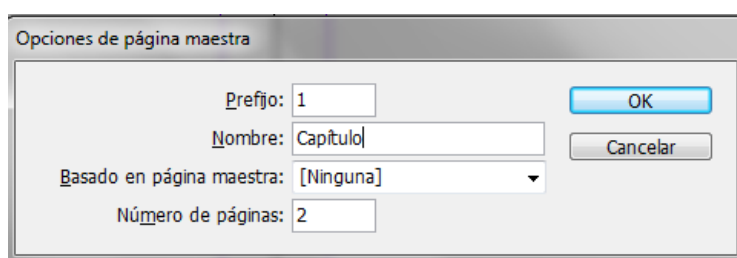 Opciones de página maestra
Prefijo: 1
OK
Nombre: Capítulo
Cancelar
Basado en página maestra: [Ninguna]
Número de páginas: 2